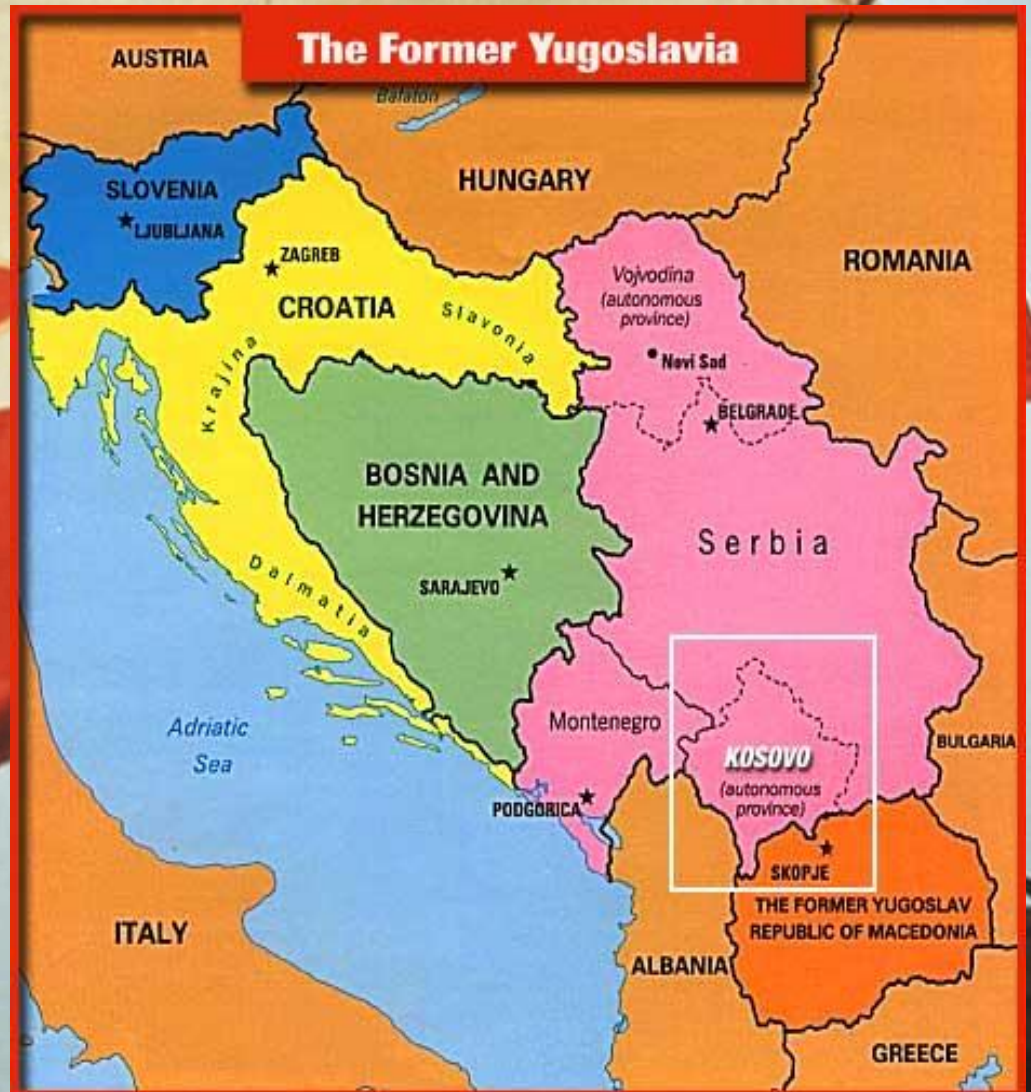 The Former Yugoslavia
AUSTRIA
Balaton
HUNGARY
SLOVENIA
LJUBLJANA
ZAGREB
CROATIA
Slavonia
Krajina
Vojvodina
(autonomous
province)
Novi Sad
ROMANIA
BELGRADE
BOSNIA AND
HERZEGOVINA
SARAJEVO
Serbia
Dalmatia
Adriatic
Sea
Montenegro
PODGORICA
KOSOVO
(autonomous
province)
BULGARIA
SKOPJE
THE FORMER YUGOSLAV
REPUBLIC OF MACEDONIA
ITALY
ALBANIA
GREECE